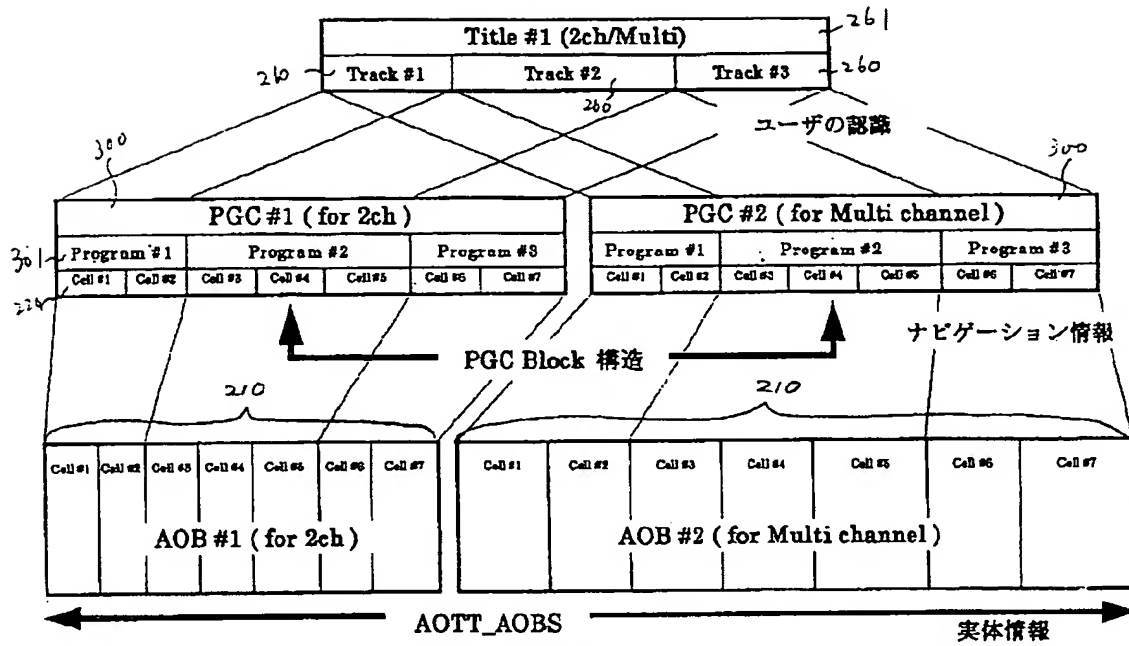 Title #1 (2ch/Multi)
261
260
Track #1
Track #2
Track #3
260
260
ユーザの認識
300
300
PGC #1 ( for 2ch )
PGC #2 ( for Multi channel )
301
Program #1
Program #2
Program #3
Program #1
Program #2
Program #3
224
Cell #1
Cell #2
Cell #3
Cell #4
Cell #5
Cell #6
Cell #7
Cell #1
Cell #2
Cell #3
Cell #4
Cell #5
Cell #6
Cell #7
ナビゲーション情報
PGC Block 構造
210
210
Cell #1
Cell #2
Cell #3
Cell #4
Cell #5
Cell #6
Cell #7
Cell #1
Cell #2
Cell #3
Cell #4
Cell #5
Cell #6
Cell #7
AOB #1 ( for 2ch )
AOB #2 ( for Multi channel )
AOTT_AOBS
実体情報